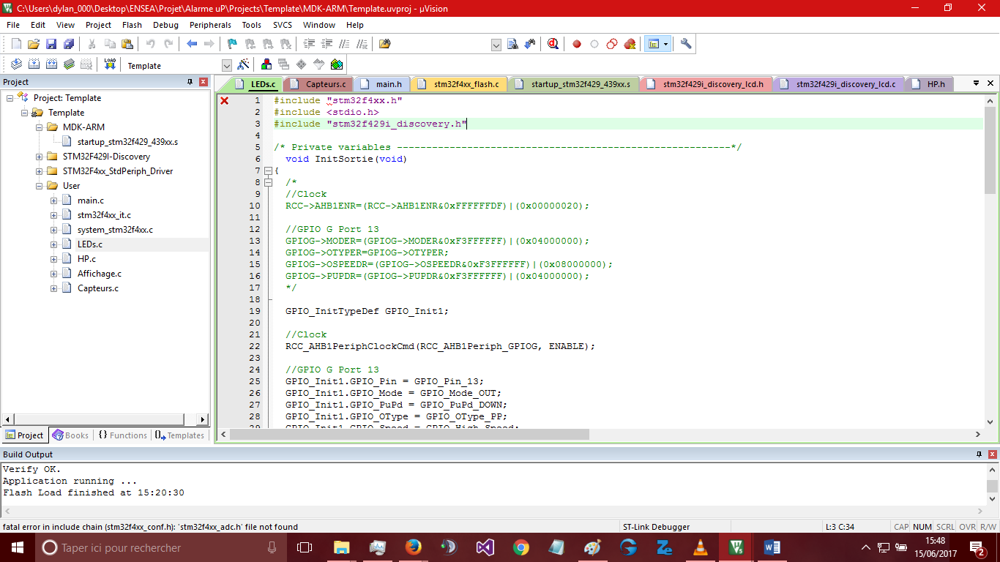 C:\Users\dylan_000\Desktop\ENSEA\Projet\Alarme uP\Projects\Template\MDK-ARM\Template.uvproj - µVision
File Edit View Project Flash Debug Peripherals Tools SVCS Window Help
LOAD
Template
Project
Project: Template
Template
MDK-ARM
startup_stm32f429_439xx.s
STM32F429I-Discovery
STM32F4xx_StdPeriph_Driver
User
main.c
stm32f4xx_it.c
system_stm32f4xx.c
LEDs.c
HP.c
Affichage.c
Capteurs.c
Project Books {} Functions Templates
LEDs.c Capteurs.c main.h stm32f4xx_flash.c startup_stm32f429_439xx.s stm32f429i_discovery_lcd.h stm32f429i_discovery_lcd.c HP.h
1 #include "stm32f4xx.h"
2 #include <stdio.h>
3 #include "stm32f429i_discovery.h"
4
5 /* Private variables ---------------------------------------------------------*/
6 void InitSortie(void)
7 {
8 /*
9 //Clock
10 RCC->AHB1ENR=(RCC->AHB1ENR&0xFFFFFFDF)|(0x00000020);
11
12 //GPIO G Port 13
13 GPIOG->MODER=(GPIOG->MODER&0xF3FFFFFF)|(0x04000000);
14 GPIOG->OTYPER=GPIOG->OTYPER;
15 GPIOG->OSPEEDR=(GPIOG->OSPEEDR&0xF3FFFFFF)|(0x08000000);
16 GPIOG->PUPDR=(GPIOG->PUPDR&0xF3FFFFFF)|(0x04000000);
17 */
18
19 GPIO_InitTypeDef GPIO_Init1;
20
21 //Clock
22 RCC_AHB1PeriphClockCmd(RCC_AHB1Periph_GPIOG, ENABLE);
23
24 //GPIO G Port 13
25 GPIO_Init1.GPIO_Pin = GPIO_Pin_13;
26 GPIO_Init1.GPIO_Mode = GPIO_Mode_OUT;
27 GPIO_Init1.GPIO_PuPd = GPIO_PuPd_DOWN;
28 GPIO_Init1.GPIO_OType = GPIO_OType_PP;
29 GPIO_Init1.GPIO_Speed = GPIO_High_Speed;
Build Output
Verify OK.
Application running ...
Flash Load finished at 15:20:30
fatal error in include chain (stm32f4xx_conf.h): 'stm32f4xx_adc.h' file not found
ST-Link Debugger
L:3 C:34
CAP NUM SCRL OVR R/W
Taper ici pour rechercher
15:48
15/06/2017
2